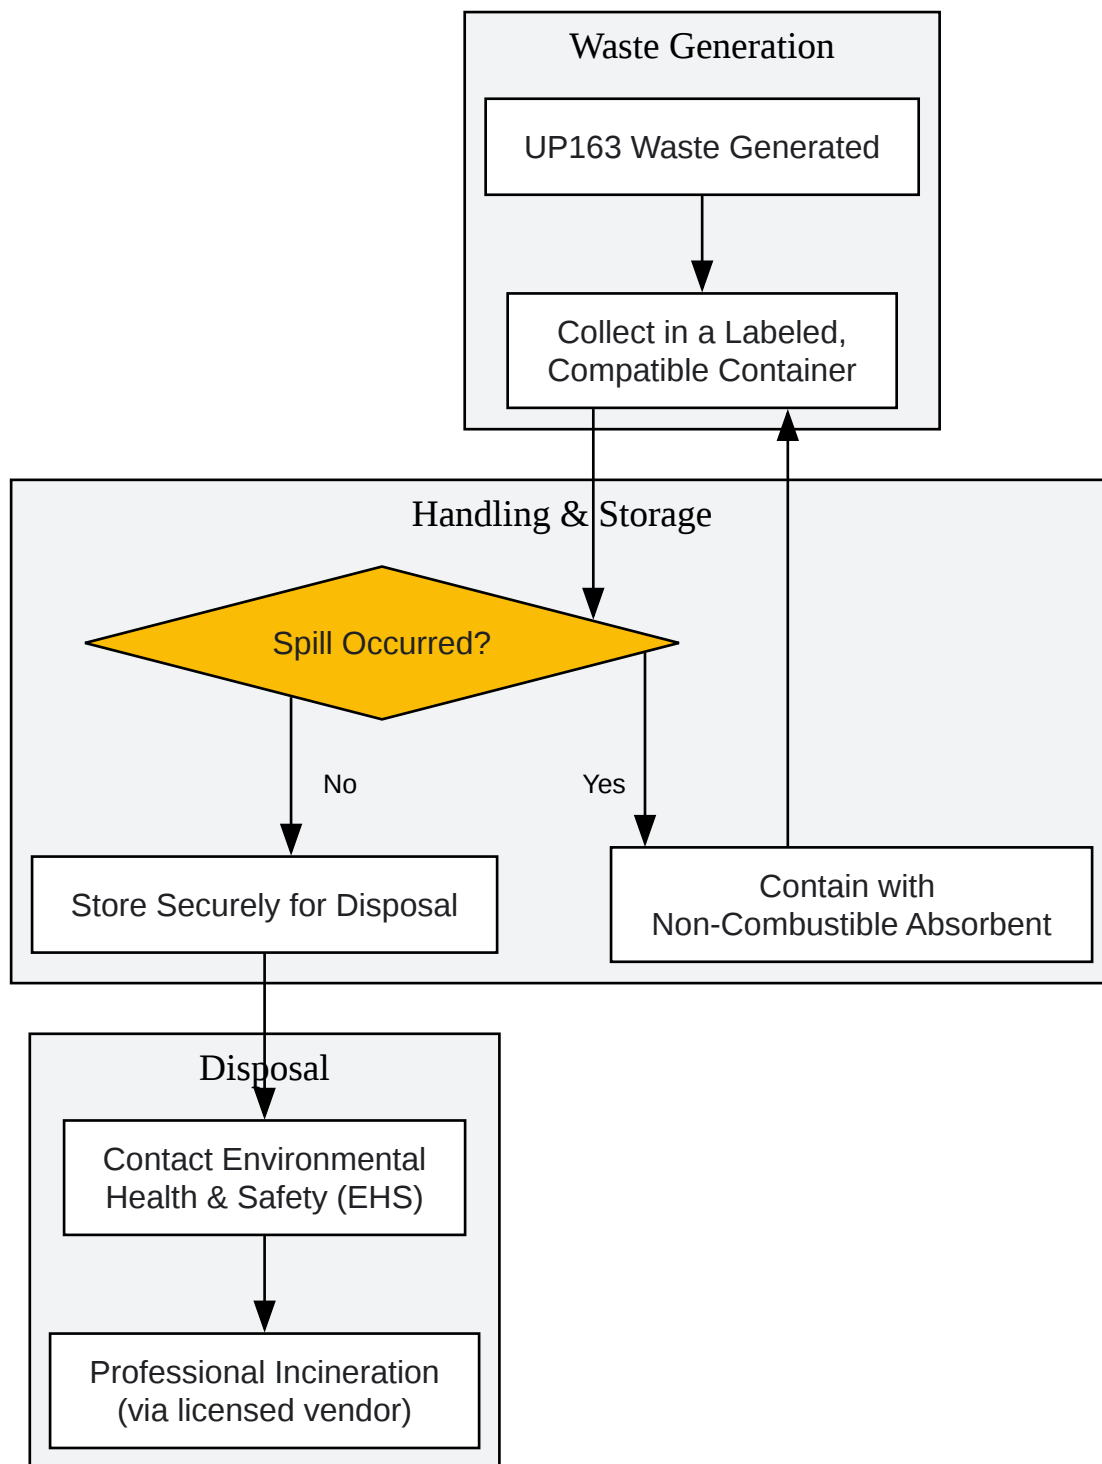 Waste Generation
UP163 Waste Generated
Collect in a Labeled,
Compatible Container
Handling & Storage
Spill Occurred?
No
Yes
Store Securely for Disposal
Contain with
Non-Combustible Absorbent
Disposal
Contact Environmental
Health & Safety (EHS)
Professional Incineration
(via licensed vendor)